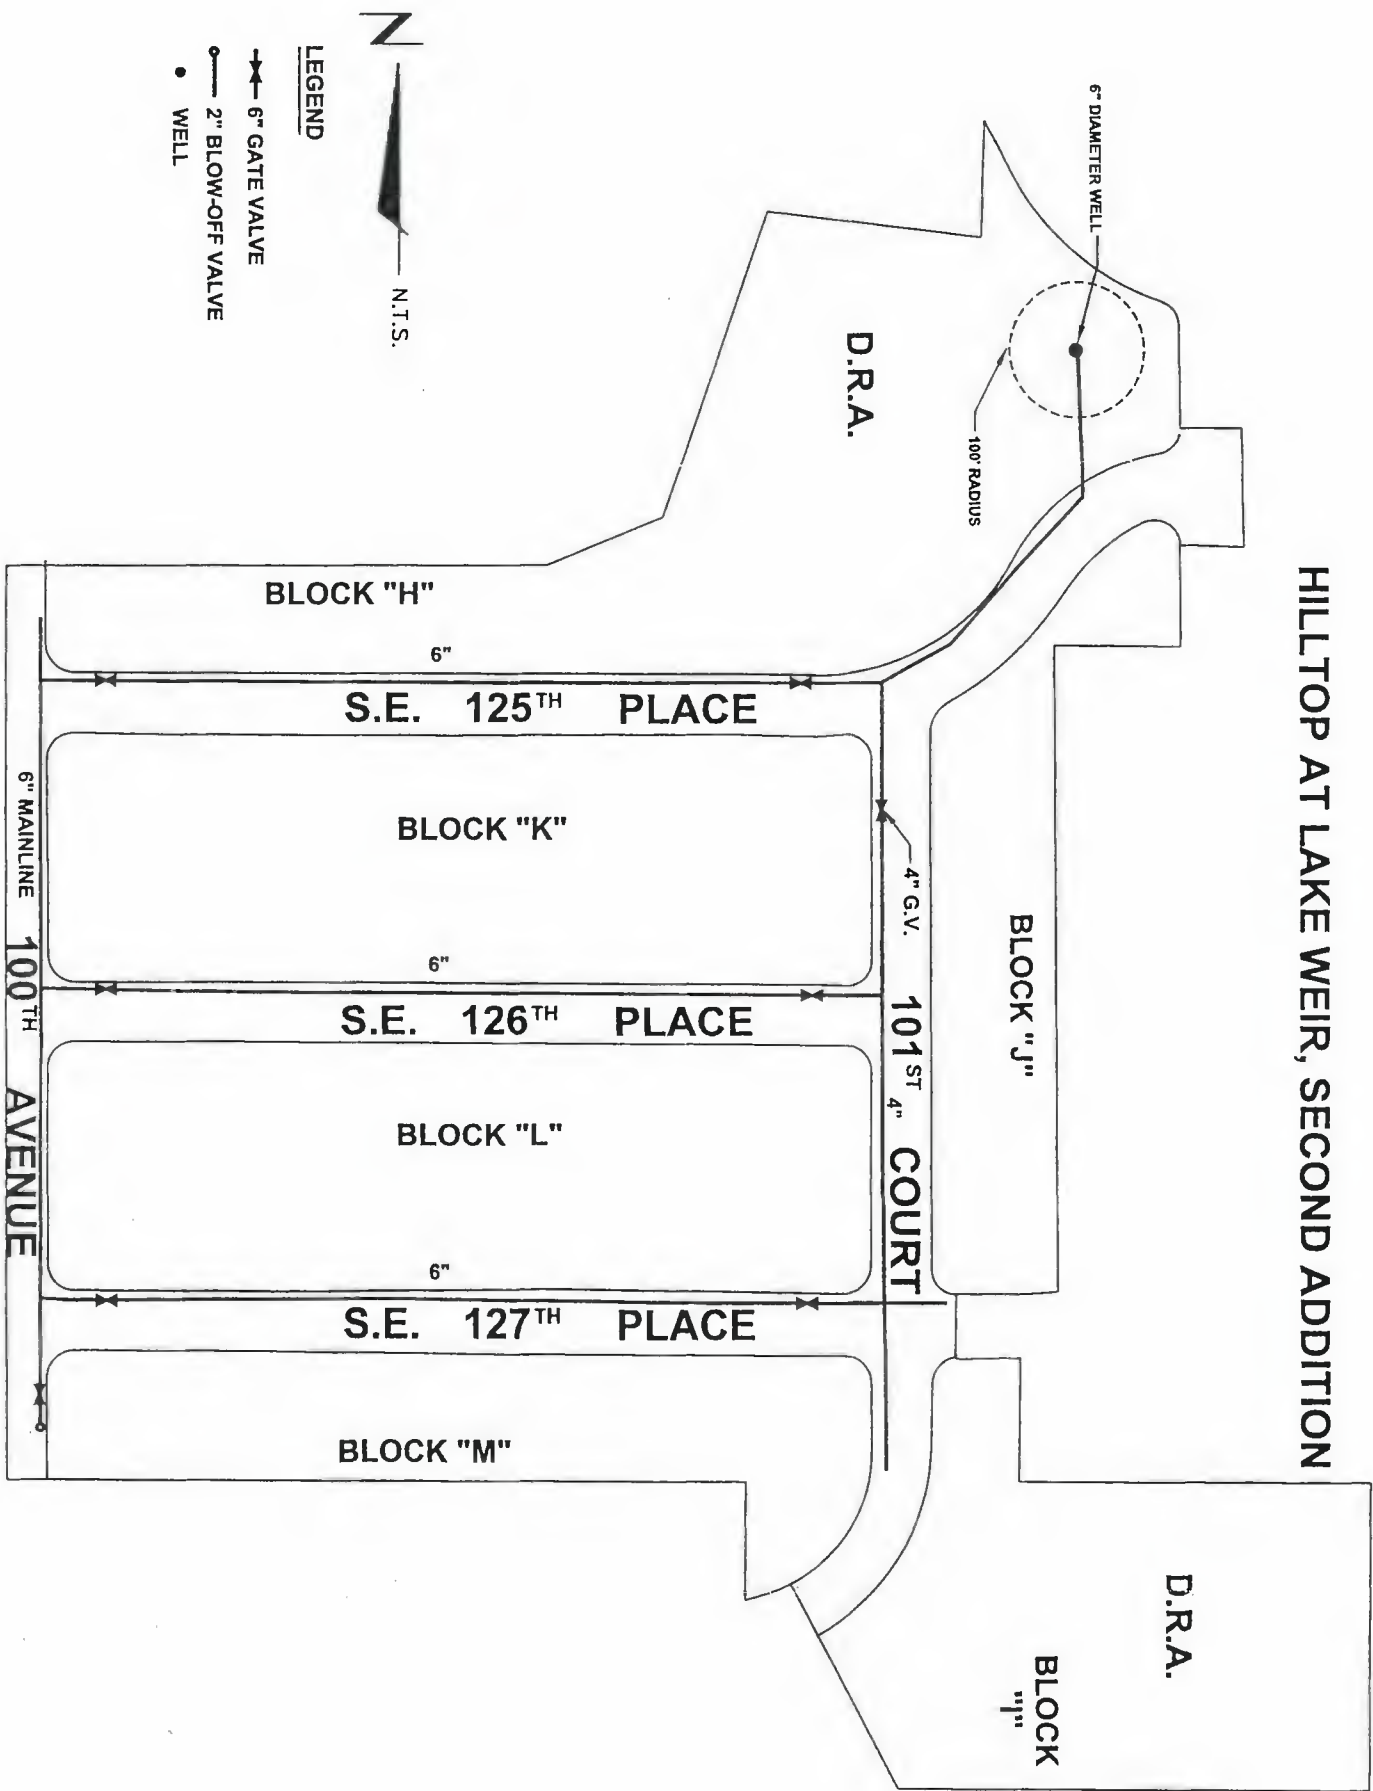 HILLTOP AT LAKE WEIR, SECOND ADDITION
N
N.T.S.
LEGEND
6" GATE VALVE
2" BLOW-OFF VALVE
WELL
6" DIAMETER WELL
100' RADIUS
D.R.A.
BLOCK "H"
6"
S.E. 125TH PLACE
BLOCK "K"
4" G.V.
BLOCK "J"
6"
S.E. 126TH PLACE
101ST COURT
4"
BLOCK "L"
6"
S.E. 127TH PLACE
BLOCK "M"
6" MAINLINE
100TH AVENUE
D.R.A.
BLOCK
"I"